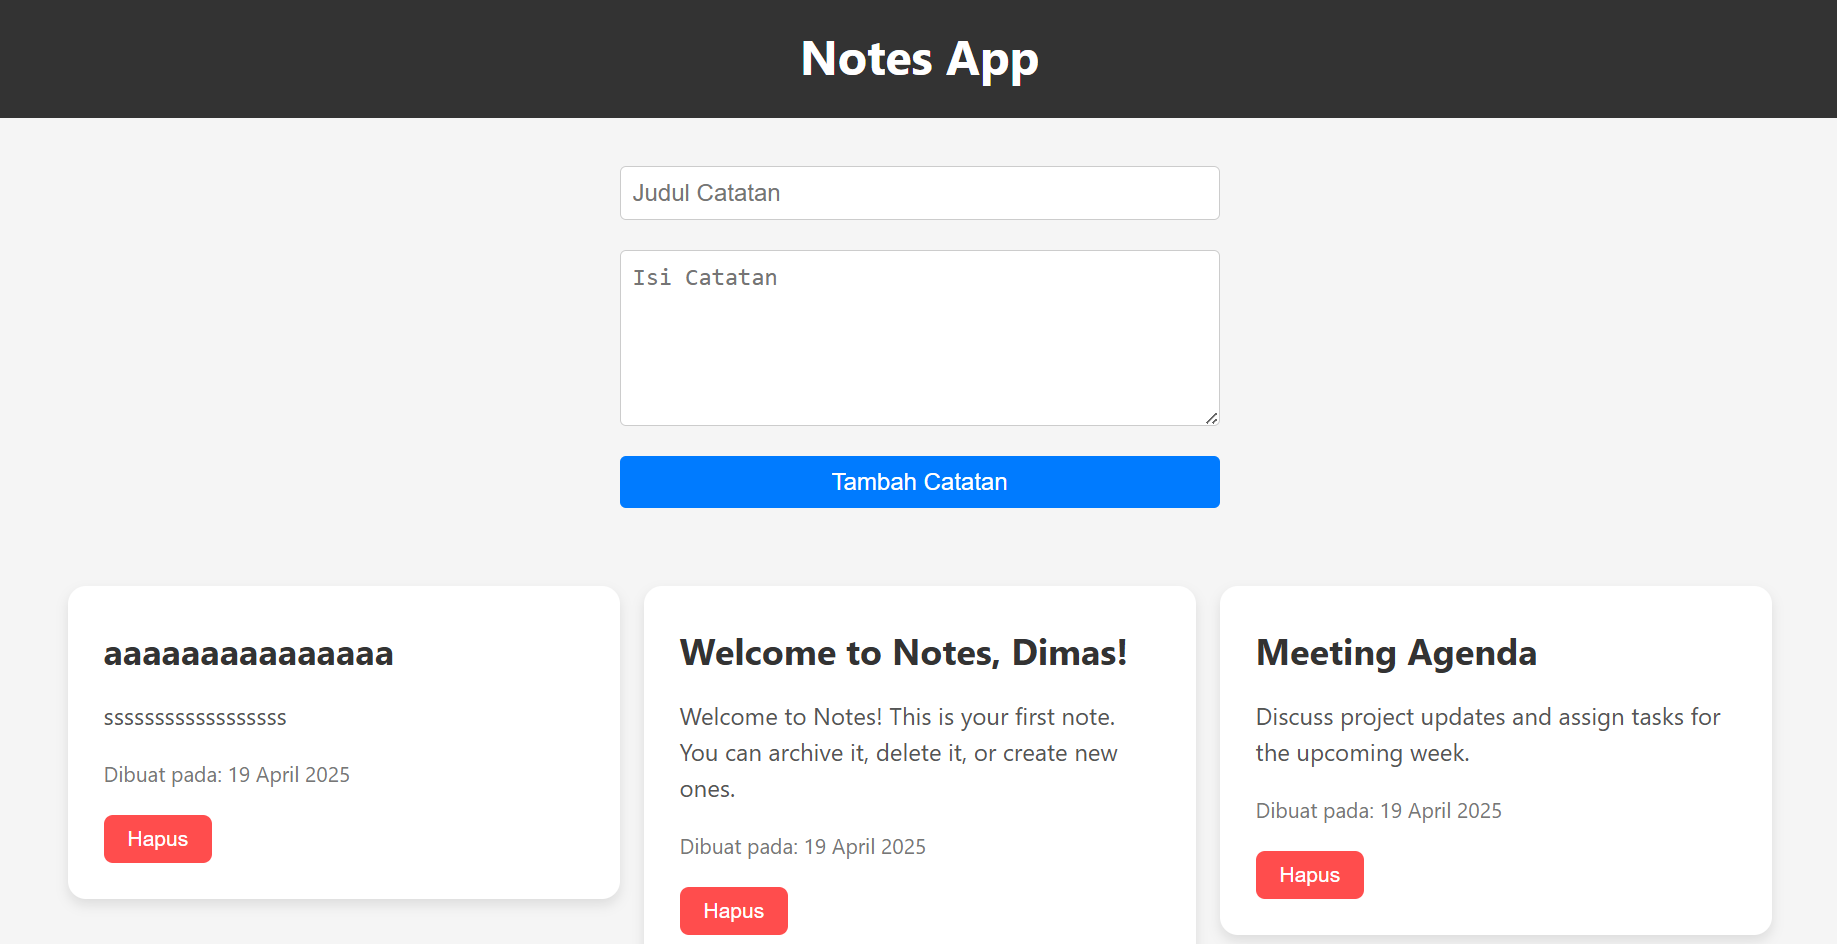 Notes App
Judul Catatan
Isi Catatan
Tambah Catatan
aaaaaaaaaaaaaaa
ssssssssssssssssss
Dibuat pada: 19 April 2025
Hapus
Welcome to Notes, Dimas!
Welcome to Notes! This is your first note.
You can archive it, delete it, or create new
ones.
Dibuat pada: 19 April 2025
Hapus
Meeting Agenda
Discuss project updates and assign tasks for
the upcoming week.
Dibuat pada: 19 April 2025
Hapus